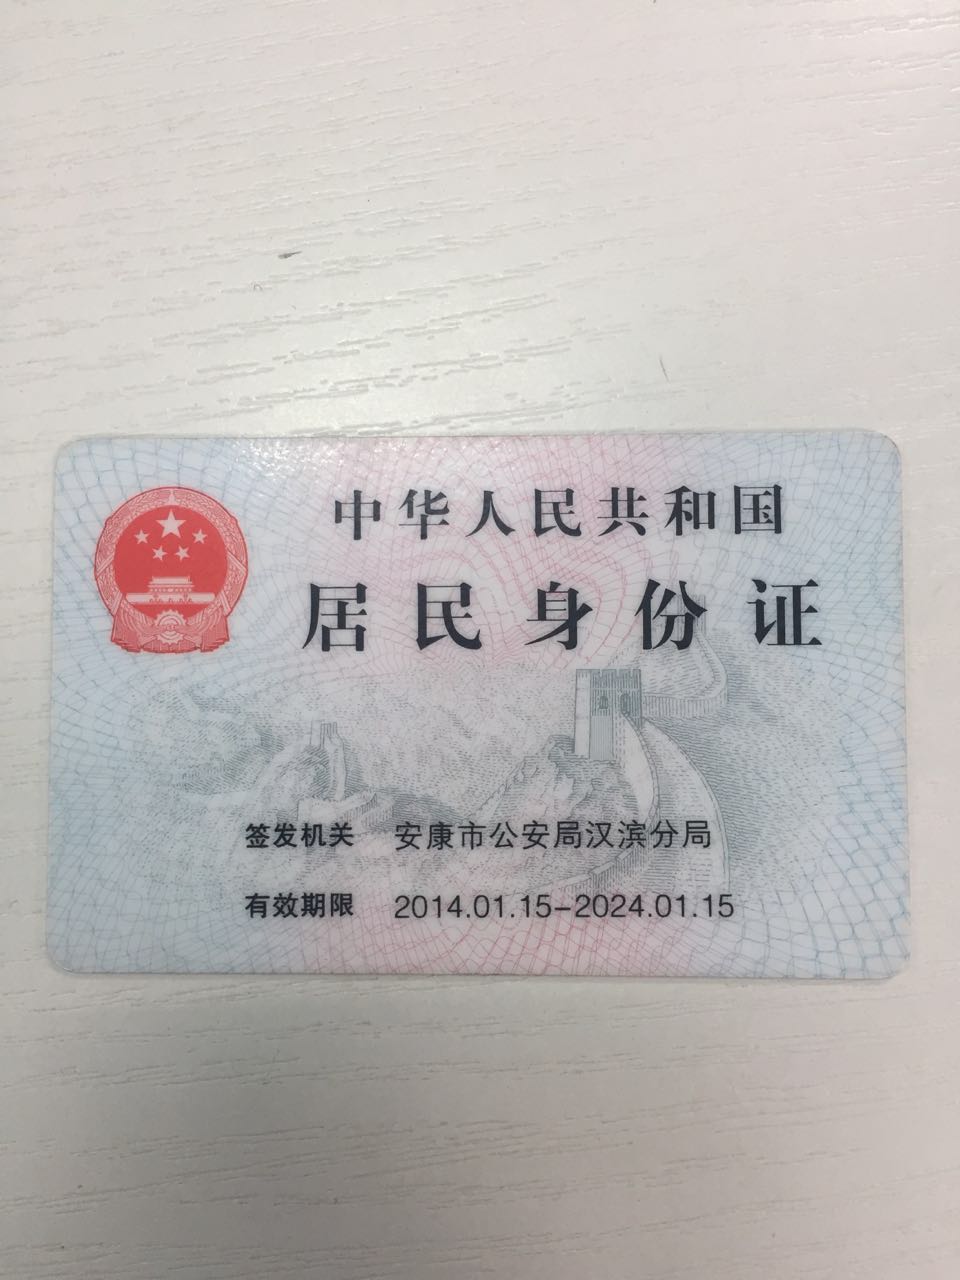 中华人民共和国
居民身份证
签发机关 安康市公安局汉滨分局
有效期限 2014.01.15-2024.01.15